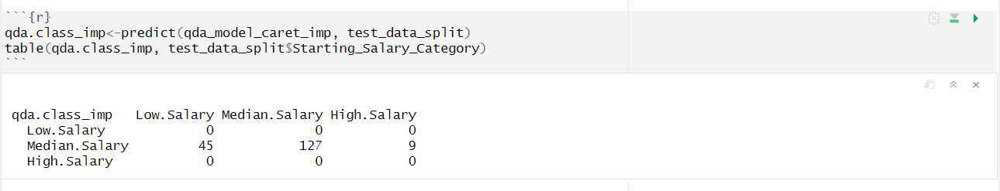 ```{r}
qda.class_imp<-predict(qda_model_caret_imp, test_data_split)
table(qda.class_imp, test_data_split$Starting_Salary_Category)
```
qda.class_imp   Low.Salary Median.Salary High.Salary
  Low.Salary             0             0           0
  Median.Salary         45           127           9
  High.Salary            0             0           0